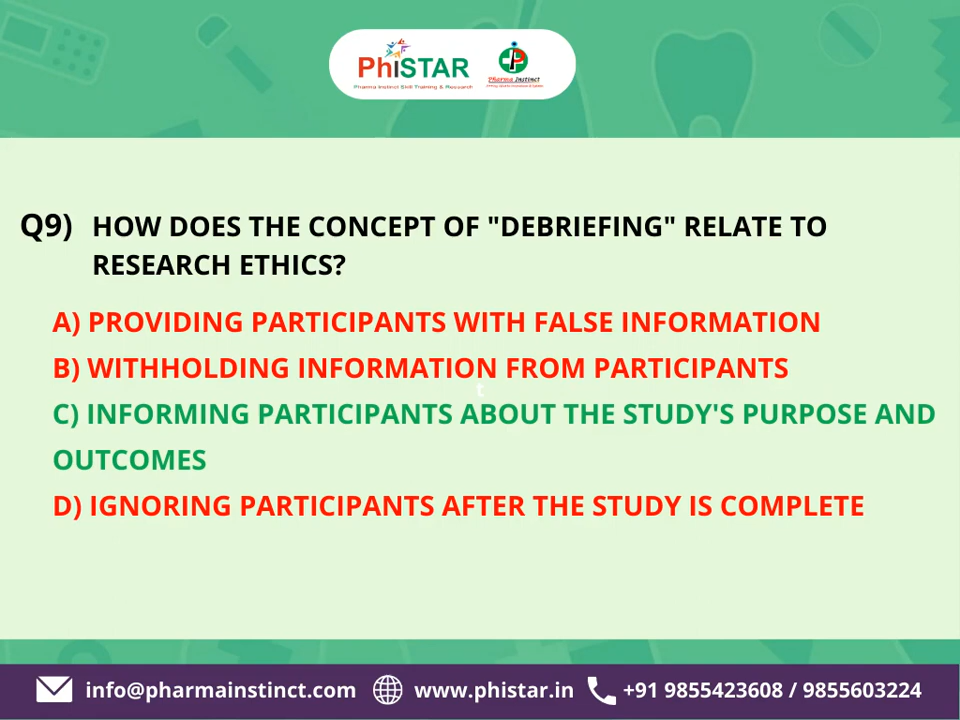 PhiSTAR
Pharma Instinct Skill Training & Research
Pharma Instinct
Q9) HOW DOES THE CONCEPT OF "DEBRIEFING" RELATE TO
RESEARCH ETHICS?
A) PROVIDING PARTICIPANTS WITH FALSE INFORMATION
B) WITHHOLDING INFORMATION FROM PARTICIPANTS
t
C) INFORMING PARTICIPANTS ABOUT THE STUDY'S PURPOSE AND
OUTCOMES
D) IGNORING PARTICIPANTS AFTER THE STUDY IS COMPLETE
info@pharmainstinct.com www.phistar.in +91 9855423608 / 9855603224